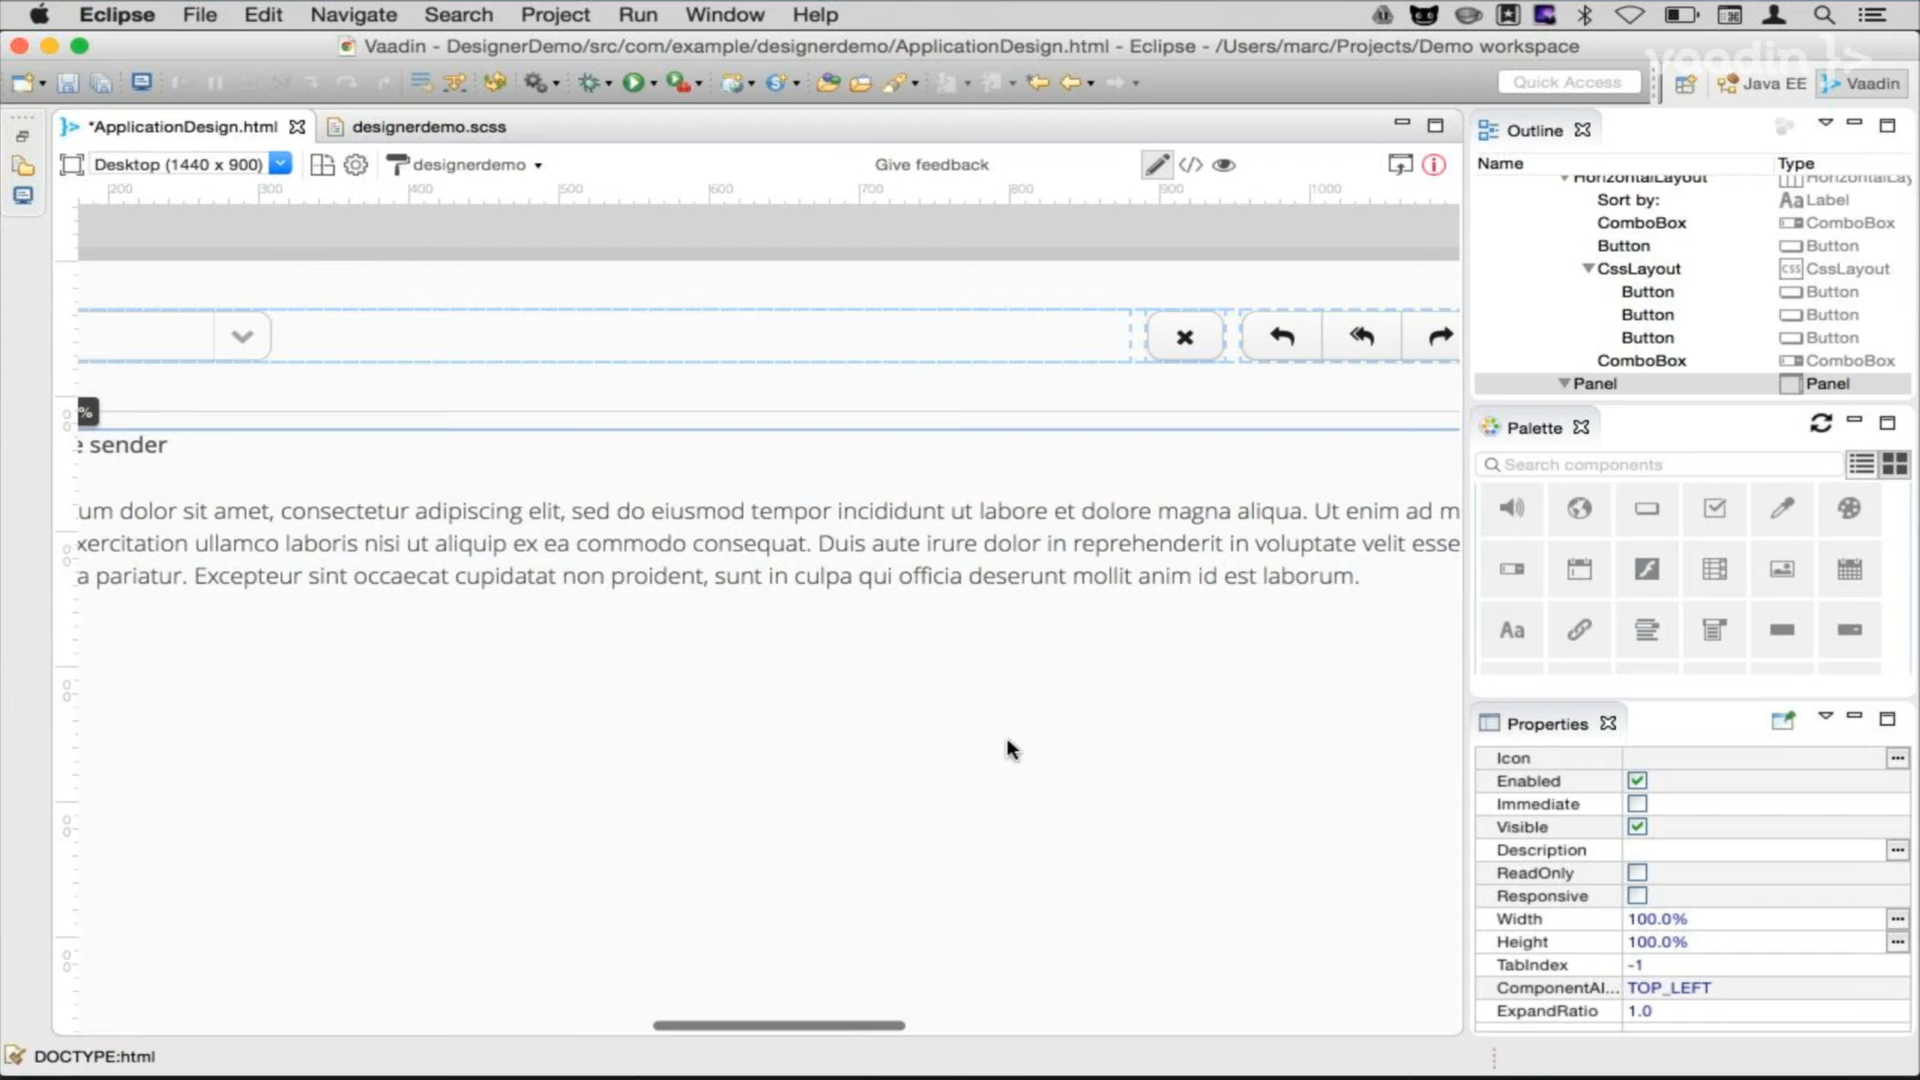 Eclipse File Edit Navigate Search Project Run Window Help
Vaadin - DesignerDemo/src/com/example/designerdemo/ApplicationDesign.html - Eclipse - /Users/marc/Projects/Demo workspace
vaadin }>
Quick Access
Java EE
Vaadin
*ApplicationDesign.html
designerdemo.scss
Desktop (1440 x 900)
designerdemo
Give feedback
200 300 400 500 600 700 800 900 1000
%
e sender
um dolor sit amet, consectetur adipiscing elit, sed do eiusmod tempor incididunt ut labore et dolore magna aliqua. Ut enim ad m
xercitation ullamco laboris nisi ut aliquip ex ea commodo consequat. Duis aute irure dolor in reprehenderit in voluptate velit esse
a pariatur. Excepteur sint occaecat cupidatat non proident, sunt in culpa qui officia deserunt mollit anim id est laborum.
Outline
Name Type
HorizontalLayout HorizontalLay
Sort by: Aa Label
ComboBox ComboBox
Button Button
CssLayout CSS CssLayout
Button Button
Button Button
Button Button
ComboBox ComboBox
Panel Panel
Palette
Search components
Aa
Properties
Icon
Enabled
Immediate
Visible
Description
ReadOnly
Responsive
Width 100.0%
Height 100.0%
TabIndex -1
ComponentAl... TOP_LEFT
ExpandRatio 1.0
DOCTYPE:html